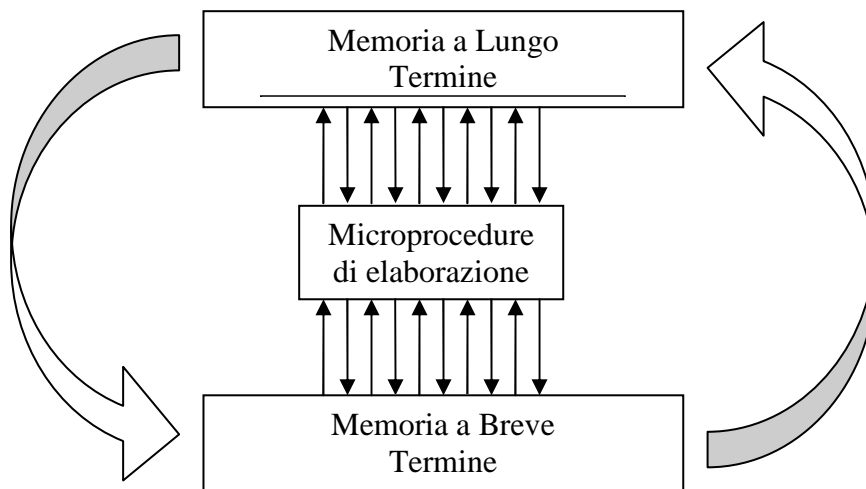 Memoria a Lungo
Termine
Microprocedure
di elaborazione
Memoria a Breve
Termine